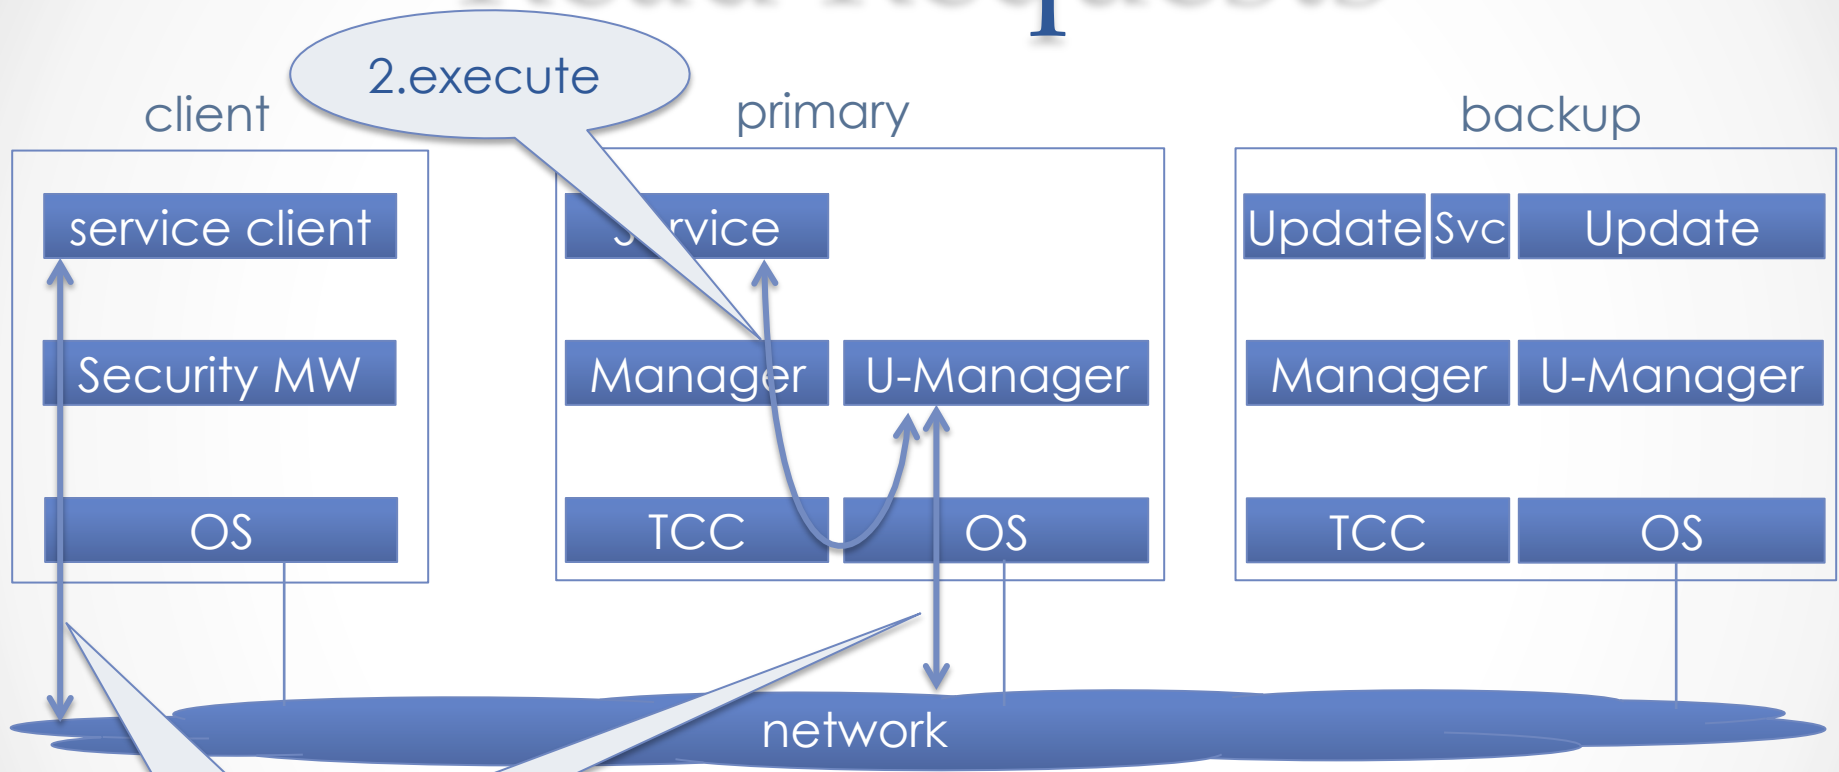 2.execute
client
primary
backup
service client
Update
Svc
Update
Security MW
Manager
U-Manager
Manager
U-Manager
OS
TCC
OS
TCC
OS
network